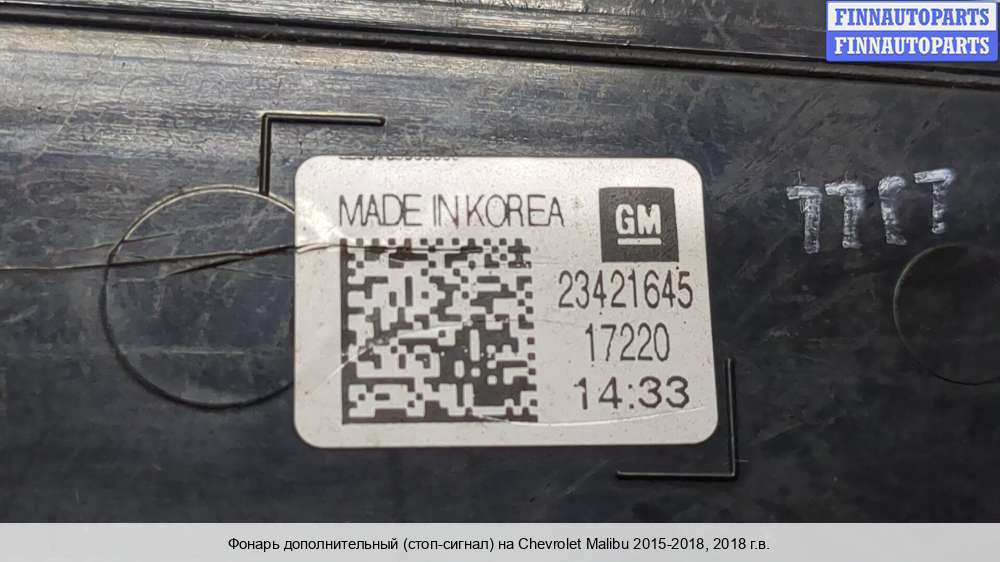 FINNAUTOPARTS
FINNAUTOPARTS
MADE IN KOREA
GM
23421645
17220
14:33
Фонарь дополнительный (стоп-сигнал) на Chevrolet Malibu 2015-2018, 2018 г.в.